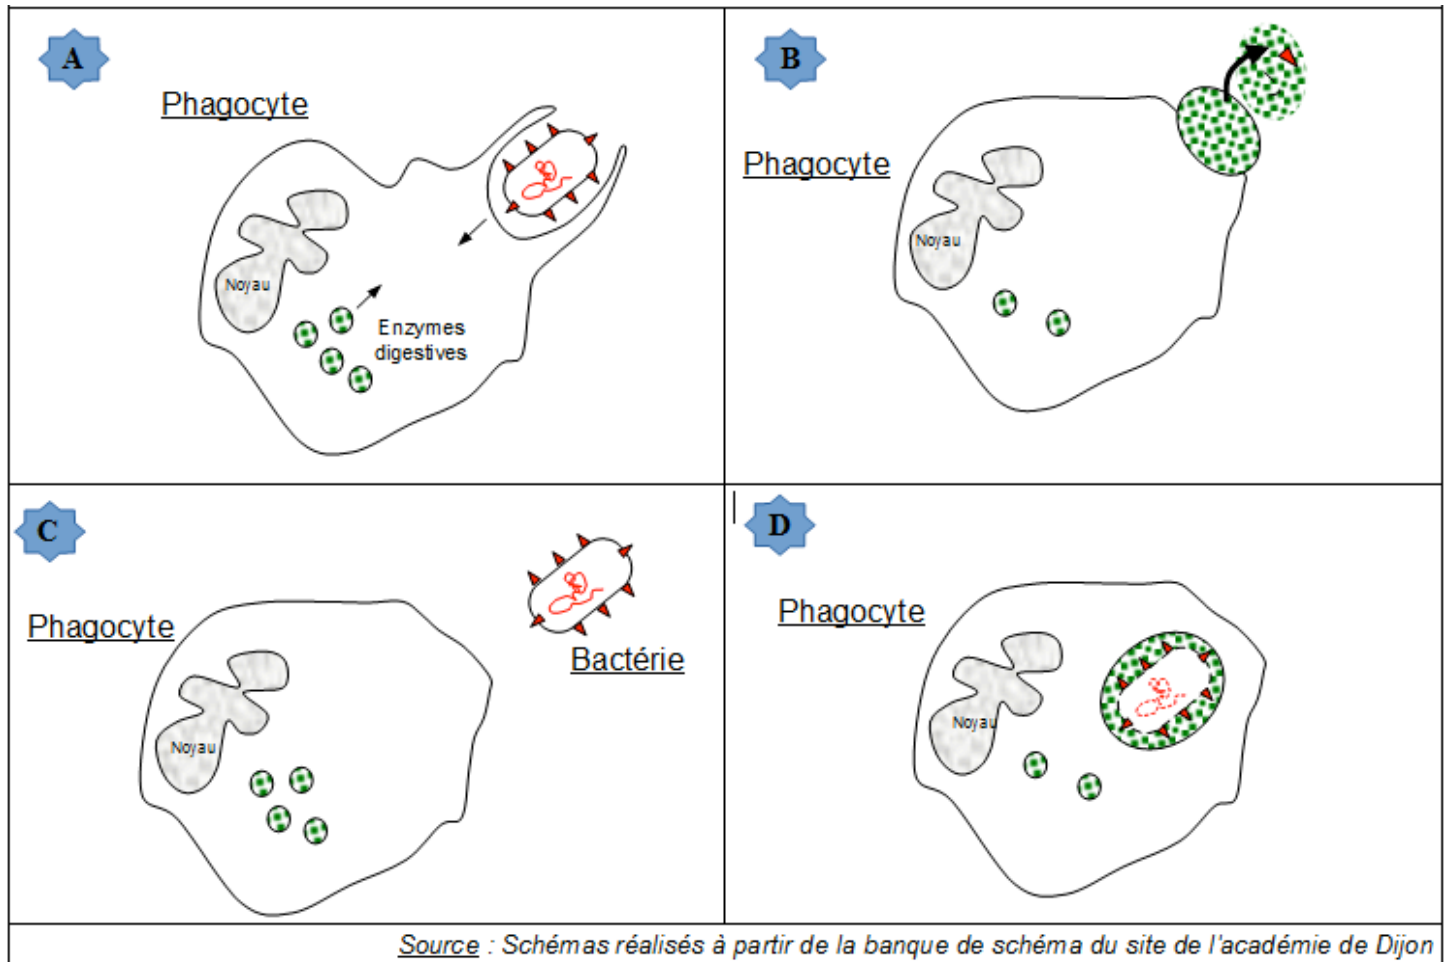 A
Phagocyte
Noyau
Enzymes
digestives
B
Phagocyte
Noyau
C
Phagocyte
Bactérie
Noyau
D
Phagocyte
Noyau
Source : Schémas réalisés à partir de la banque de schéma du site de l'académie de Dijon